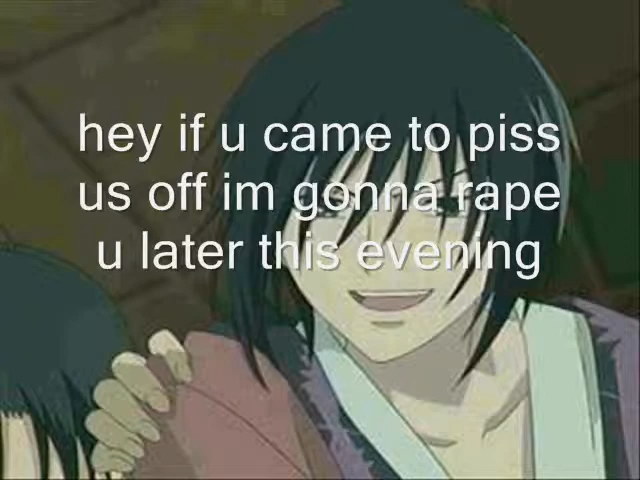 hey if u came to piss
us off im gonna rape
u later this evening